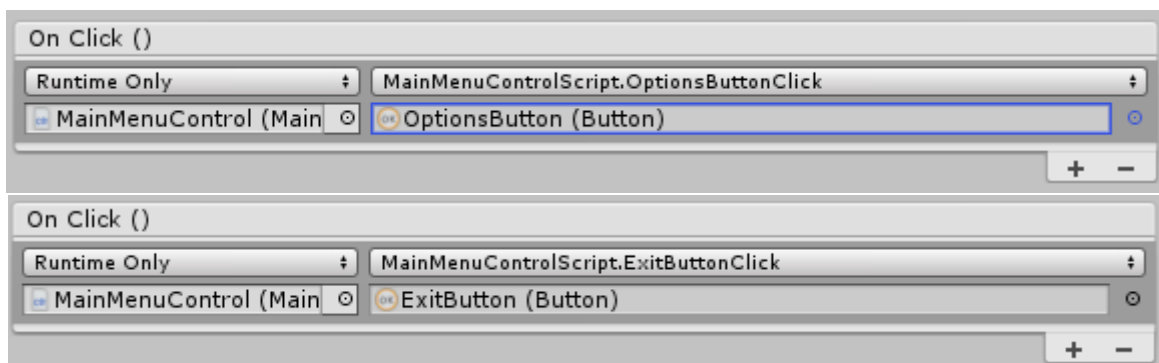 On Click ()
Runtime Only MainMenuControlScript.OptionsButtonClick
MainMenuControl (Main OptionsButton (Button)
+ −
On Click ()
Runtime Only MainMenuControlScript.ExitButtonClick
MainMenuControl (Main ExitButton (Button)
+ −